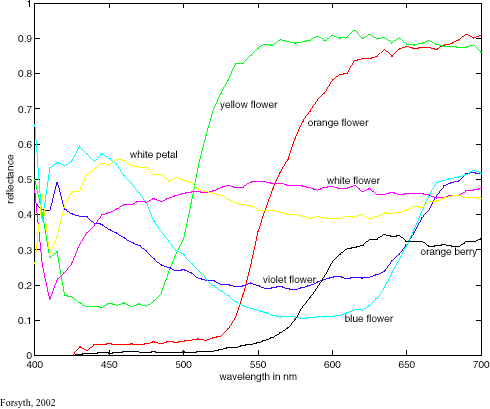 1
0.9
0.8
0.7
0.6
0.5
0.4
0.3
0.2
0.1
0
reflectance
yellow flower
orange flower
white petal
white flower
orange berry
violet flower
blue flower
400 450 500 550 600 650 700
wavelength in nm
Forsyth, 2002